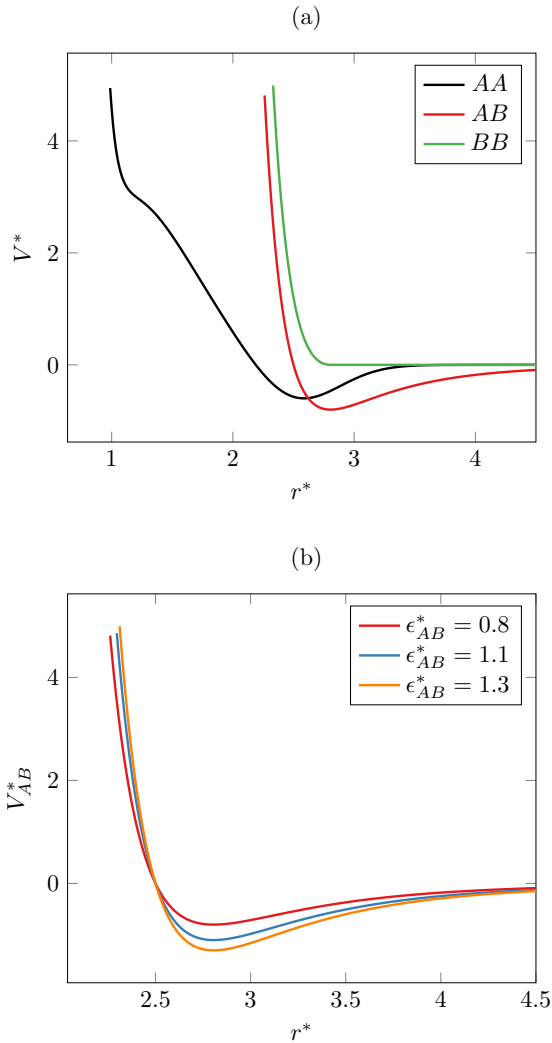 (a)
AA
AB
BB
4
2
0
V*
1
2
3
4
r*
(b)
ϵ*AB = 0.8
ϵ*AB = 1.1
ϵ*AB = 1.3
4
2
0
V*AB
2.5
3
3.5
4
4.5
r*